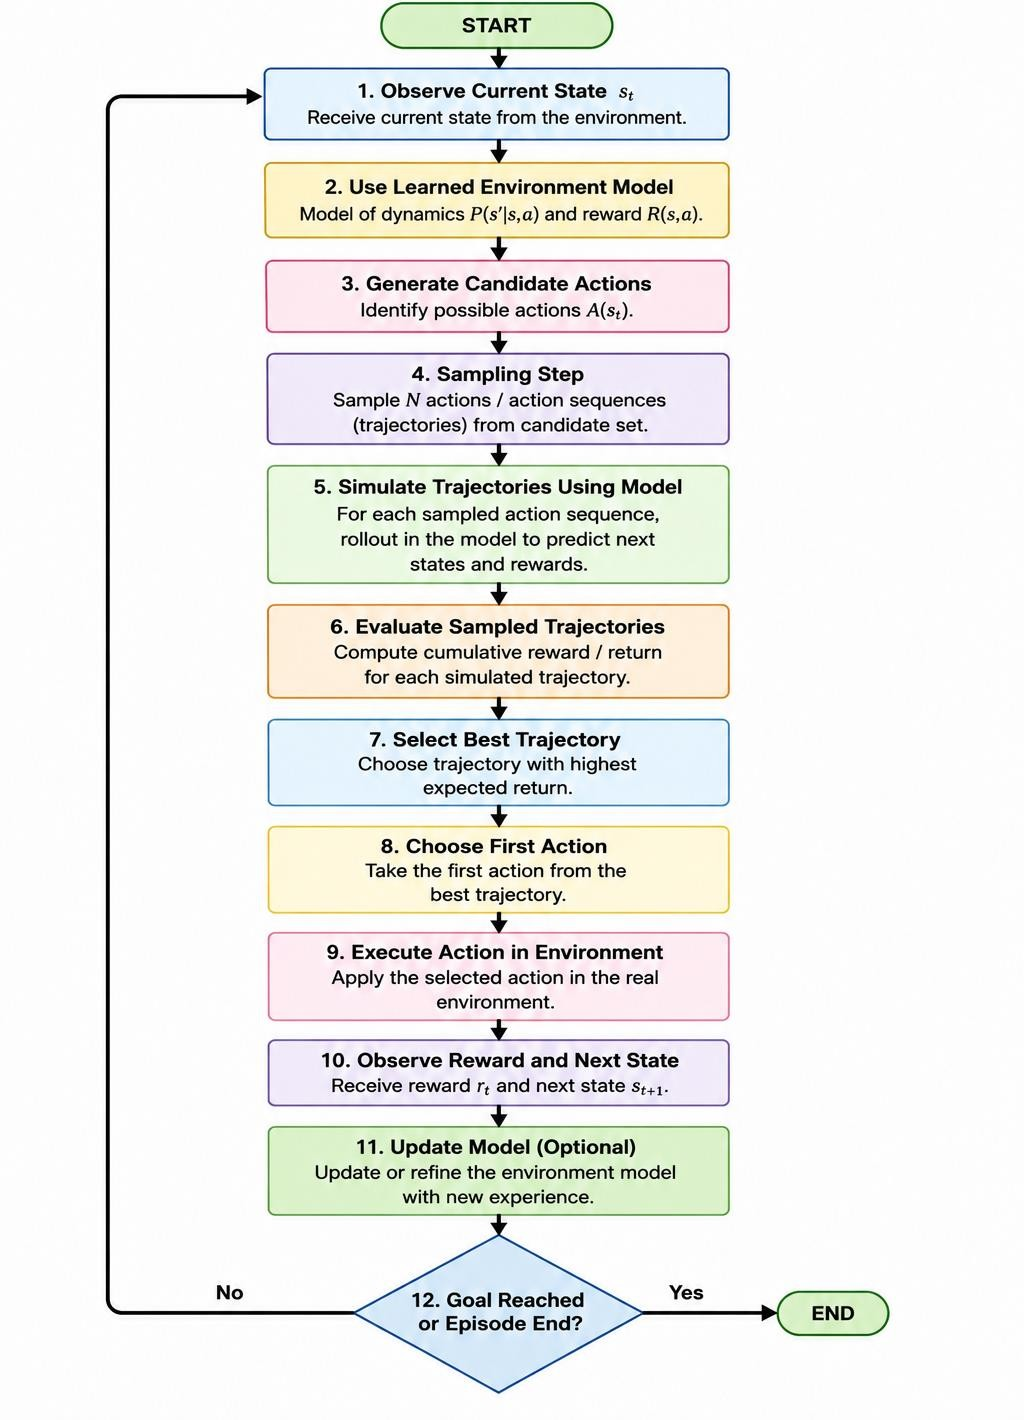 START
1. Observe Current State s_t
Receive current state from the environment.
2. Use Learned Environment Model
Model of dynamics P(s′|s,a) and reward R(s,a).
3. Generate Candidate Actions
Identify possible actions A(s_t).
4. Sampling Step
Sample N actions / action sequences
(trajectories) from candidate set.
5. Simulate Trajectories Using Model
For each sampled action sequence,
rollout in the model to predict next
states and rewards.
6. Evaluate Sampled Trajectories
Compute cumulative reward / return
for each simulated trajectory.
7. Select Best Trajectory
Choose trajectory with highest
expected return.
8. Choose First Action
Take the first action from the
best trajectory.
9. Execute Action in Environment
Apply the selected action in the real
environment.
10. Observe Reward and Next State
Receive reward r_t and next state s_{t+1}.
11. Update Model (Optional)
Update or refine the environment model
with new experience.
12. Goal Reached
or Episode End?
No
Yes
END